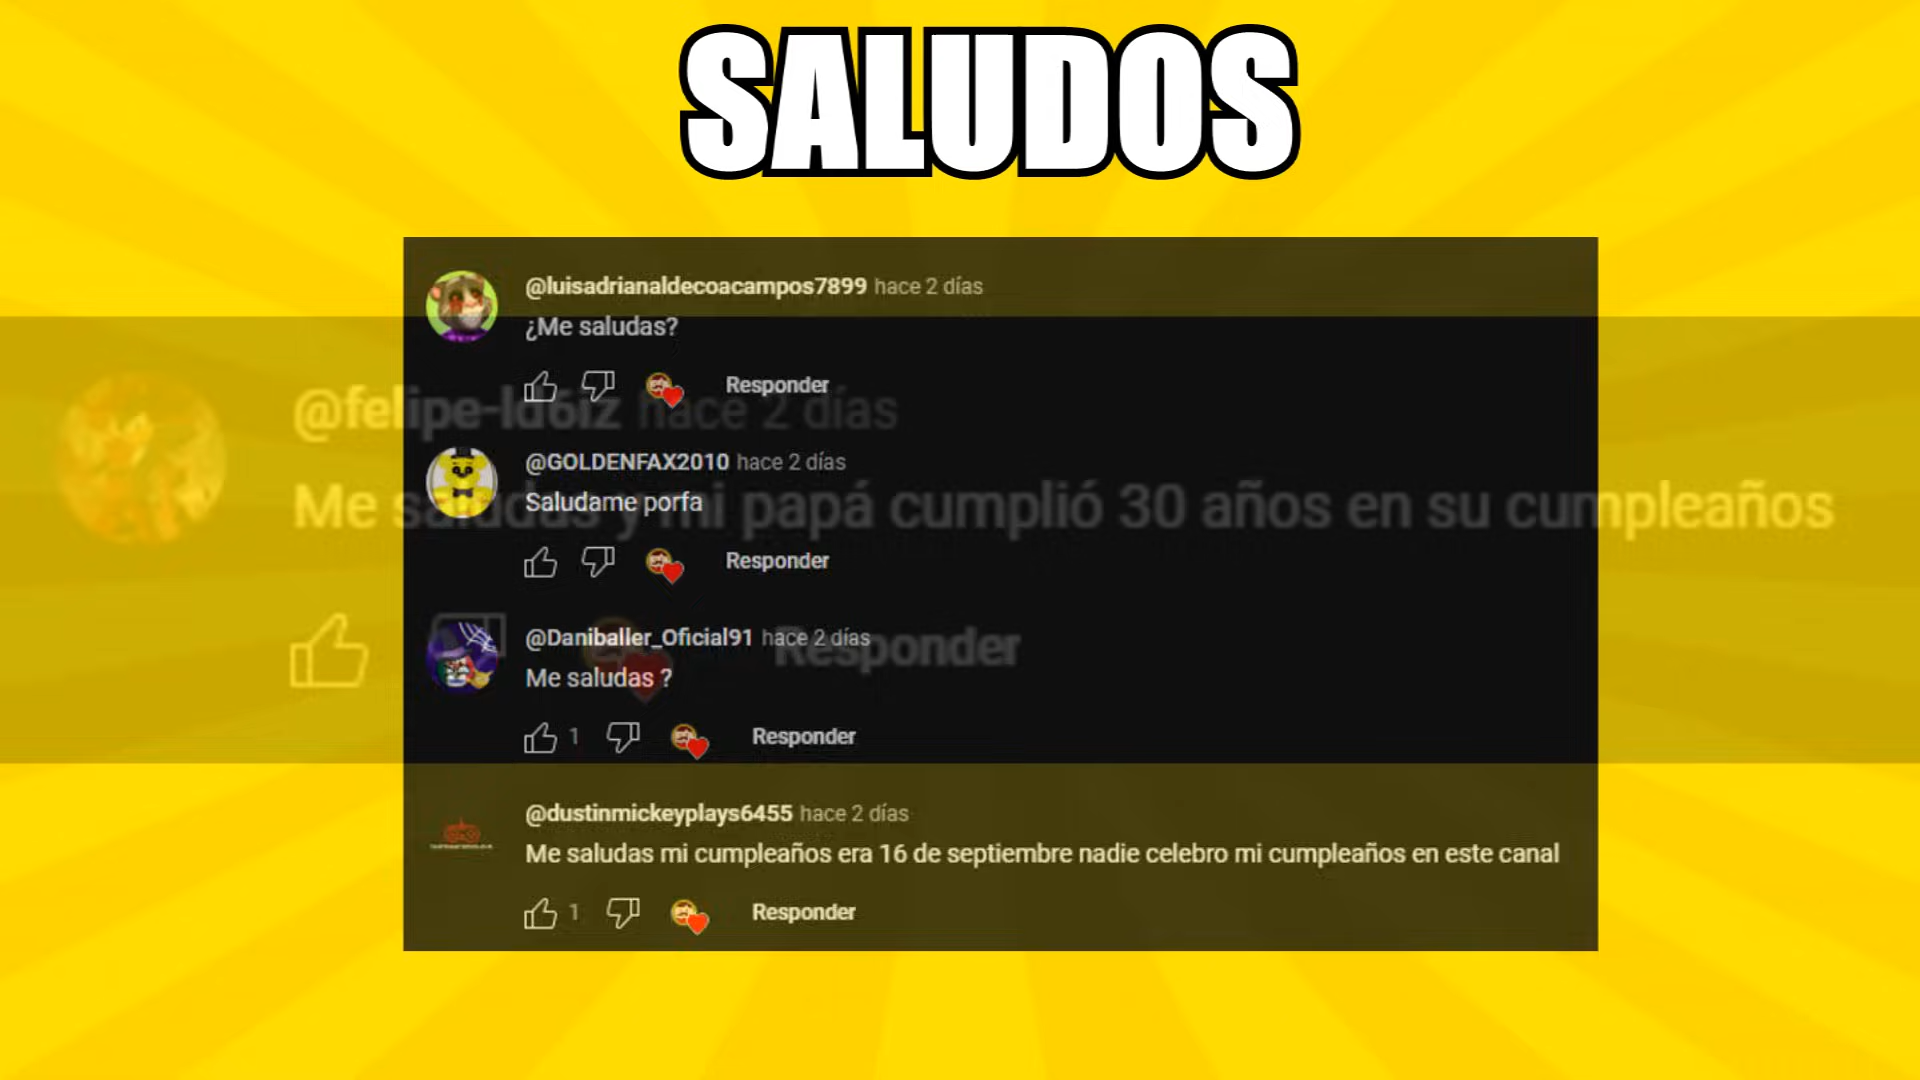 SALUDOS
@luisadrianaldecoacampos7899 hace 2 días
¿Me saludas?
Responder
@felipe-ld6iz hace 2 días
@GOLDENFAX2010 hace 2 días
Saludame porfa
Me saludas y mi papá cumplió 30 años en su cumpleaños
Responder
@Daniballer_Oficial91 hace 2 días
Responder
Me saludas ?
1 Responder
@dustinmickeyplays6455 hace 2 días
Me saludas mi cumpleaños era 16 de septiembre nadie celebro mi cumpleaños en este canal
1 Responder